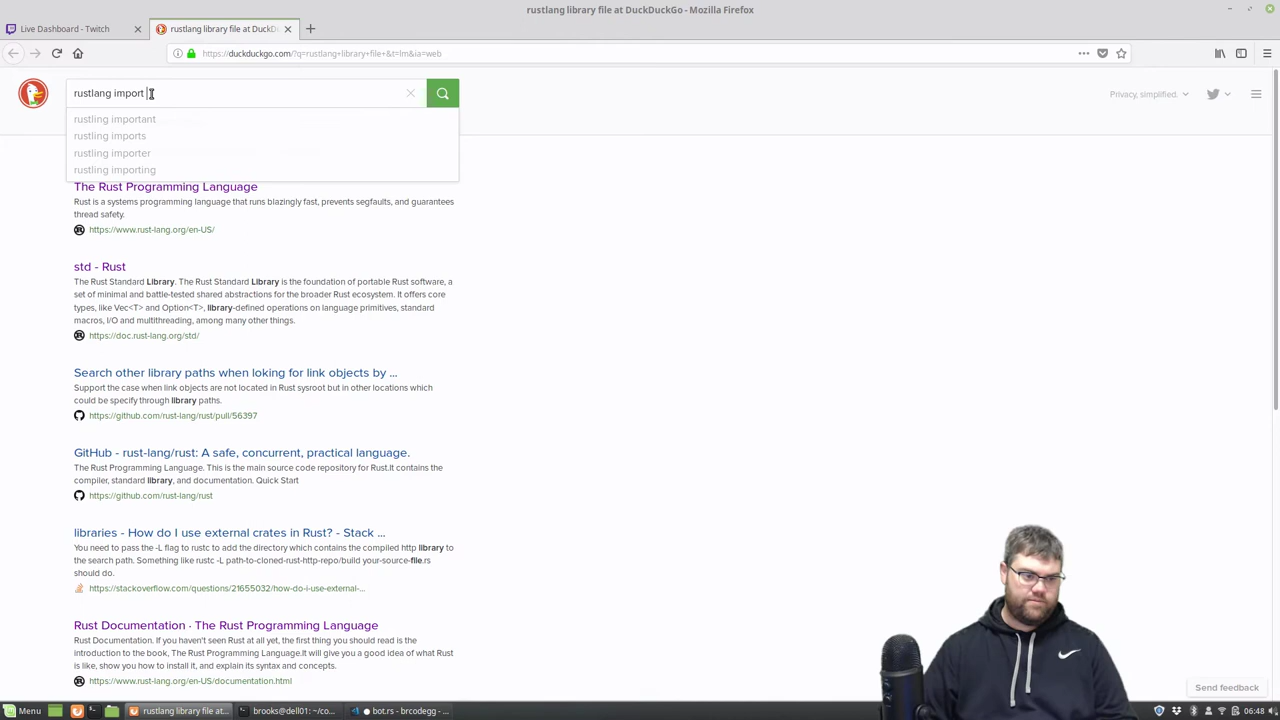 rustlang library file at DuckDuckGo - Mozilla Firefox
Live Dashboard - Twitch
rustlang library file at DuckD
https://duckduckgo.com/?q=rustlang+library+file+&t=lm&ia=web
rustlang import
Privacy, simplified.
rustling important
rustling imports
rustling importer
rustling importing
The Rust Programming Language
Rust is a systems programming language that runs blazingly fast, prevents segfaults, and guarantees
thread safety.
https://www.rust-lang.org/en-US/
std - Rust
The Rust Standard Library. The Rust Standard Library is the foundation of portable Rust software, a
set of minimal and battle-tested shared abstractions for the broader Rust ecosystem. It offers core
types, like Vec<T> and Option<T>, library-defined operations on language primitives, standard
macros, I/O and multithreading, among many other things.
https://doc.rust-lang.org/std/
Search other library paths when loking for link objects by ...
Support the case when link objects are not located in Rust sysroot but in other locations which
could be specify through library paths.
https://github.com/rust-lang/rust/pull/56397
GitHub - rust-lang/rust: A safe, concurrent, practical language.
The Rust Programming Language. This is the main source code repository for Rust.It contains the
compiler, standard library, and documentation. Quick Start
https://github.com/rust-lang/rust
libraries - How do I use external crates in Rust? - Stack ...
You need to pass the -L flag to rustc to add the directory which contains the compiled http library to
the search path. Something like rustc -L path-to-cloned-rust-http-repo/build your-source-file.rs
should do.
https://stackoverflow.com/questions/21655032/how-do-i-use-external-...
Rust Documentation · The Rust Programming Language
Rust Documentation. If you haven't seen Rust at all yet, the first thing you should read is the
introduction to the book, The Rust Programming Language.It will give you a good idea of what Rust
is like, show you how to install it, and explain its syntax and concepts.
https://www.rust-lang.org/en-US/documentation.html
Send feedback
Menu
rustlang library file at...
brooks@dell01: ~/co...
● bot.rs - brcodegg - ...
06:48